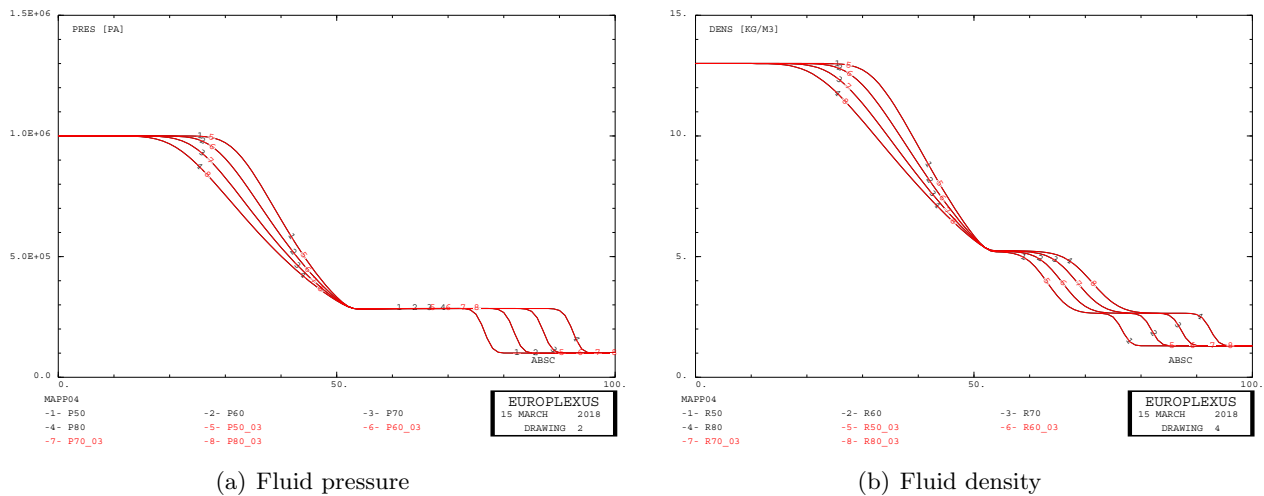 1.5E+06
PRES [PA]
1.0E+06
5.0E+05
0.0
0.
50.
100.
ABSC
MAPP04
-1- P50 -2- P60 -3- P70
-4- P80 -5- P50_03 -6- P60_03
-7- P70_03 -8- P80_03
EUROPLEXUS
15 MARCH 2018
DRAWING 2
(a) Fluid pressure
15.
DENS [KG/M3]
10.
5.
0.
0.
50.
100.
ABSC
MAPP04
-1- R50 -2- R60 -3- R70
-4- R80 -5- R50_03 -6- R60_03
-7- R70_03 -8- R80_03
EUROPLEXUS
15 MARCH 2018
DRAWING 4
(b) Fluid density